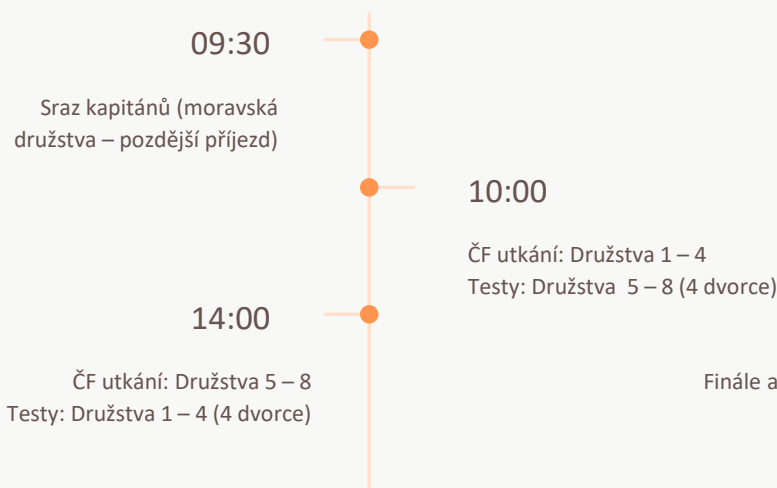 09:30
Sraz kapitánů (moravská
družstva – pozdější příjezd)
10:00
ČF utkání: Družstva 1 – 4
Testy: Družstva 5 – 8 (4 dvorce)
14:00
ČF utkání: Družstva 5 – 8
Testy: Družstva 1 – 4 (4 dvorce)
Finále a